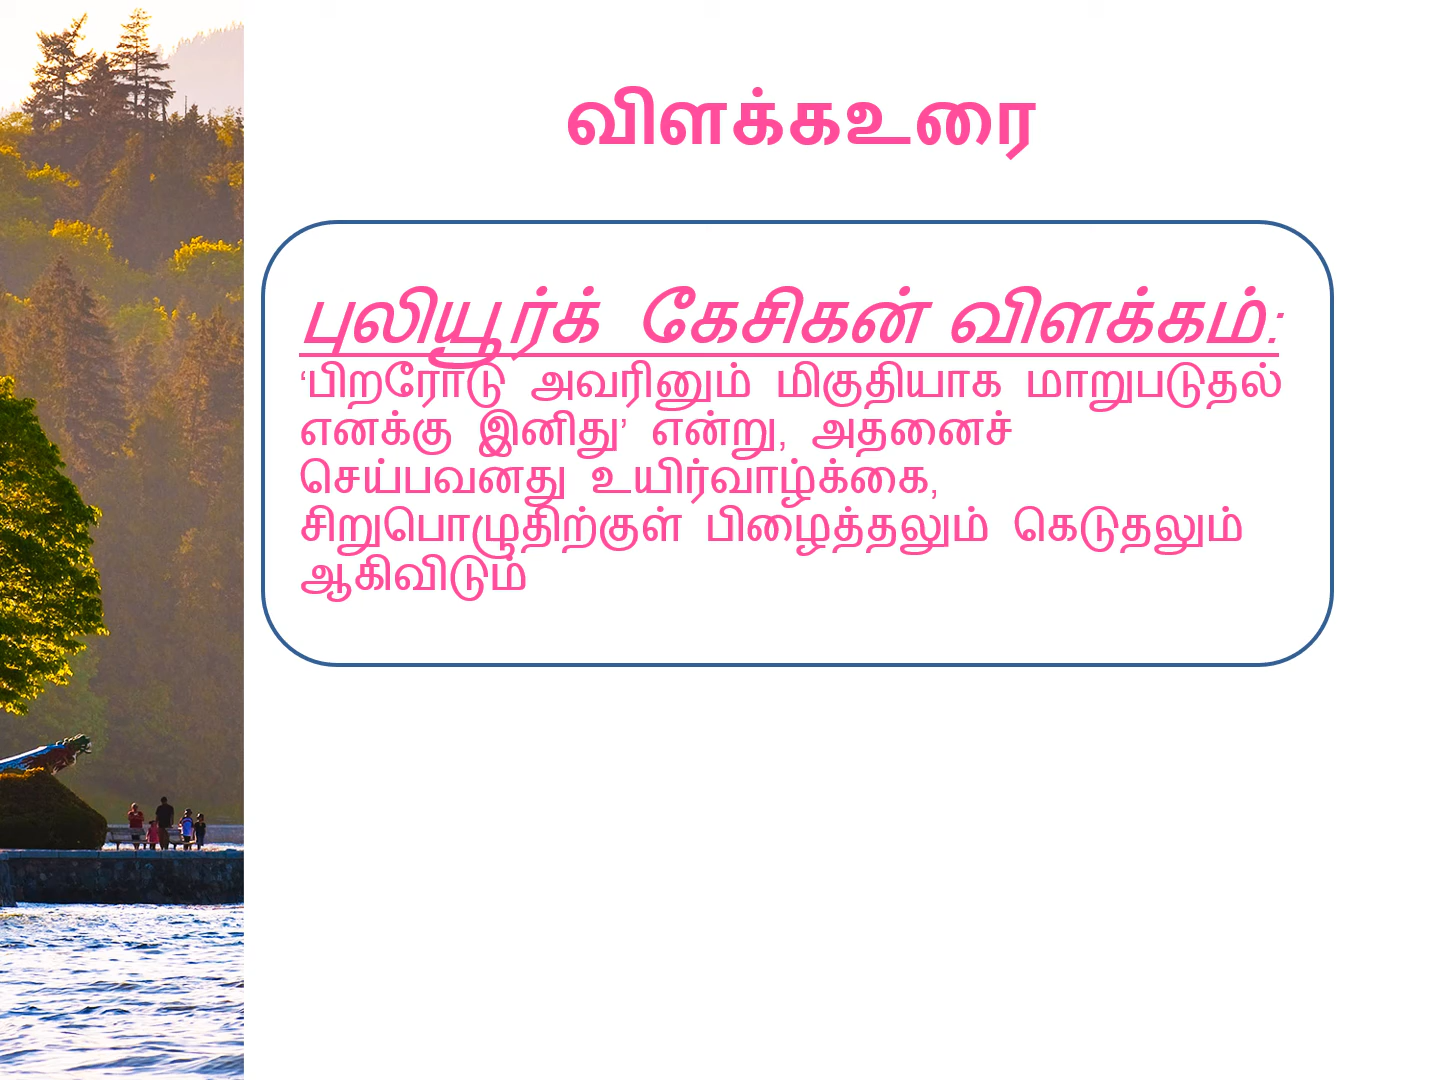 விளக்கஉரை
புலியூர்க் கேசிகன் விளக்கம்:
‘பிறரோடு அவரினும் மிகுதியாக மாறுபடுதல்
எனக்கு இனிது’ என்று, அதனைச்
செய்பவனது உயிர்வாழ்க்கை,
சிறுபொழுதிற்குள் பிழைத்தலும் கெடுதலும்
ஆகிவிடும்